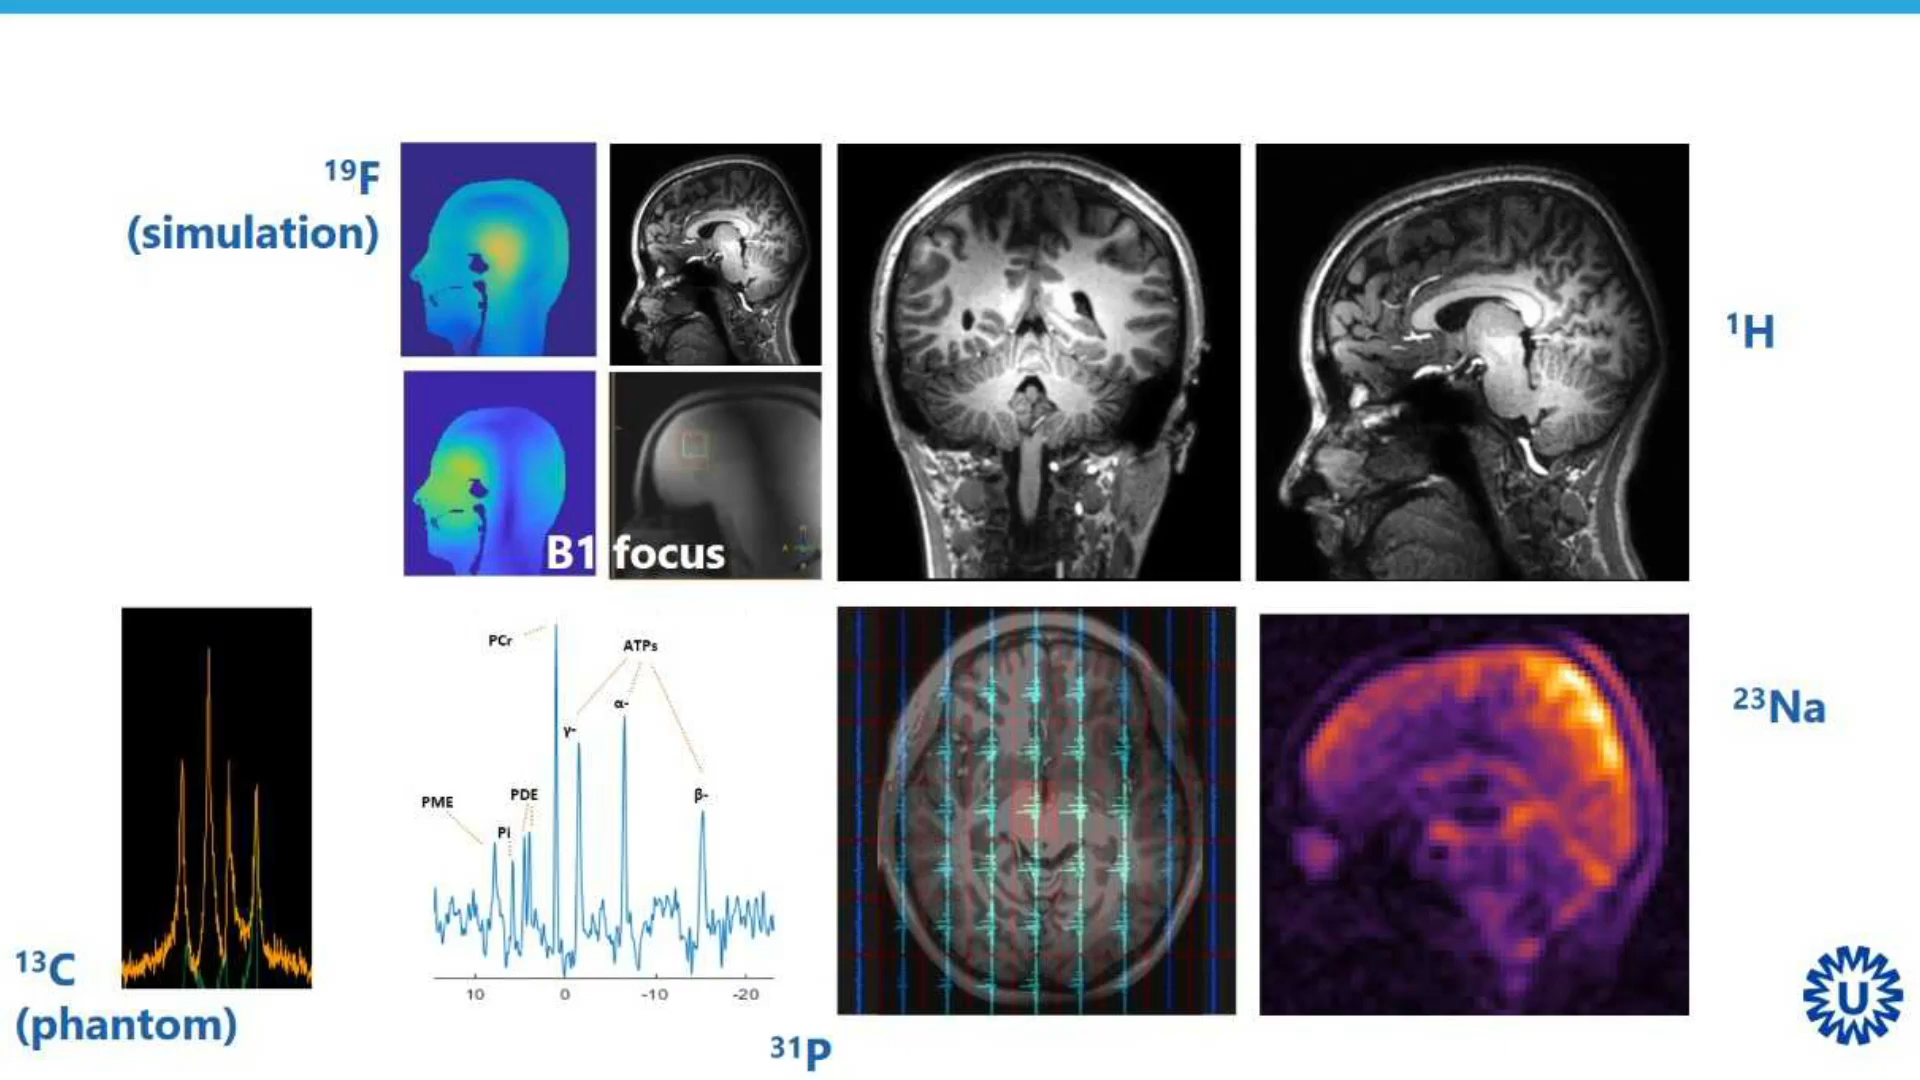 ¹⁹F
(simulation)
B1 focus
¹H
PCr
ATPs
α-
γ-
PME
PDE
Pi
β-
10
0
-10
-20
²³Na
¹³C
(phantom)
³¹P
U